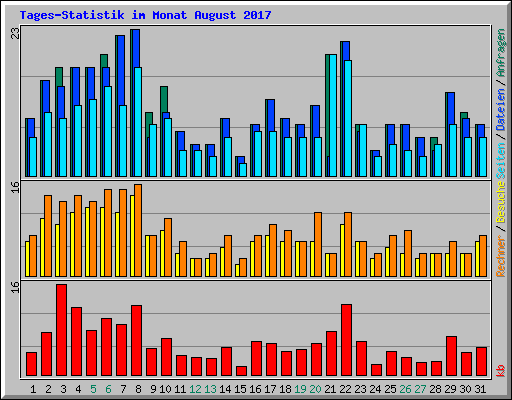 Tages-Statistik im Monat August 2017
23
16
16
Anfragen / Dateien / Seiten
Rechner / Besuche
kb
1 2 3 4 5 6 7 8 9 10 11 12 13 14 15 16 17 18 19 20 21 22 23 24 25 26 27 28 29 30 31